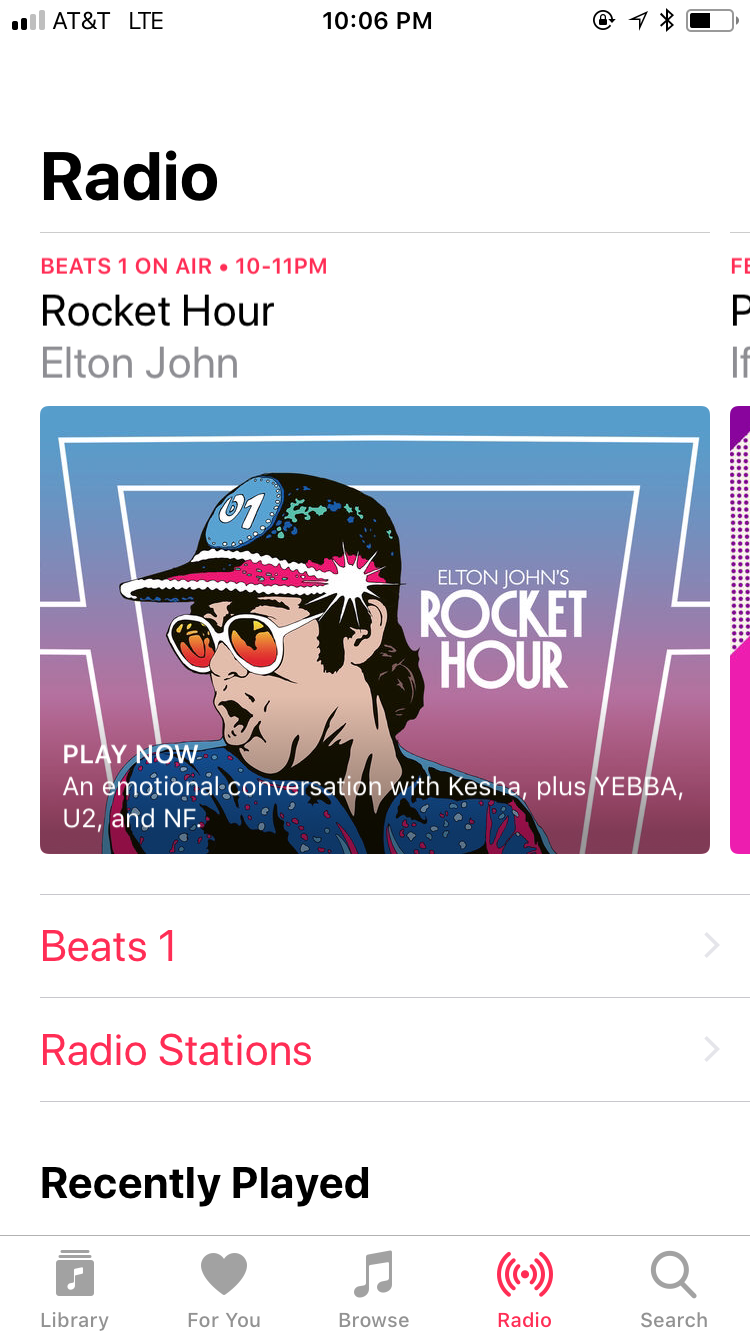 AT&T LTE 10:06 PM
Radio
BEATS 1 ON AIR • 10-11PM
Rocket Hour
Elton John
FE
P
If
1
ELTON JOHN'S
ROCKET
HOUR
PLAY NOW
An emotional conversation with Kesha, plus YEBBA,
U2, and NF.
Beats 1
Radio Stations
Recently Played
Library For You Browse Radio Search